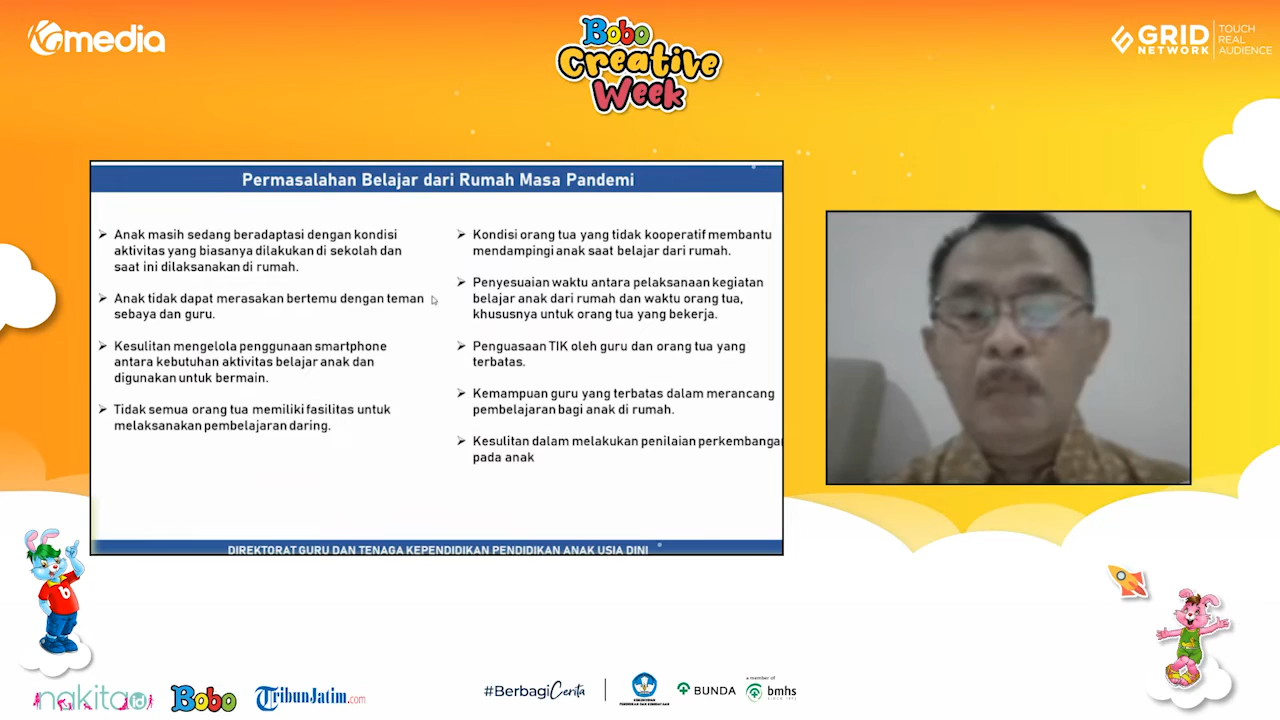 KGmedia
Bobo
Creative
Week
GRID
NETWORK
TOUCH
REAL
AUDIENCE
Permasalahan Belajar dari Rumah Masa Pandemi
Anak masih sedang beradaptasi dengan kondisi
aktivitas yang biasanya dilakukan di sekolah dan
saat ini dilaksanakan di rumah.
Anak tidak dapat merasakan bertemu dengan teman
sebaya dan guru.
Kesulitan mengelola penggunaan smartphone
antara kebutuhan aktivitas belajar anak dan
digunakan untuk bermain.
Tidak semua orang tua memiliki fasilitas untuk
melaksanakan pembelajaran daring.
Kondisi orang tua yang tidak kooperatif membantu
mendampingi anak saat belajar dari rumah.
Penyesuaian waktu antara pelaksanaan kegiatan
belajar anak dari rumah dan waktu orang tua,
khususnya untuk orang tua yang bekerja.
Penguasaan TIK oleh guru dan orang tua yang
terbatas.
Kemampuan guru yang terbatas dalam merancang
pembelajaran bagi anak di rumah.
Kesulitan dalam melakukan penilaian perkembangan
pada anak
DIREKTORAT GURU DAN TENAGA KEPENDIDIKAN PENDIDIKAN ANAK USIA DINI
b
nakita.id
Bobo
TribunJatim.com
#BerbagiCerita
KEMENTERIAN
PENDIDIKAN DAN KEBUDAYAAN
BUNDA
a member of
bmhs